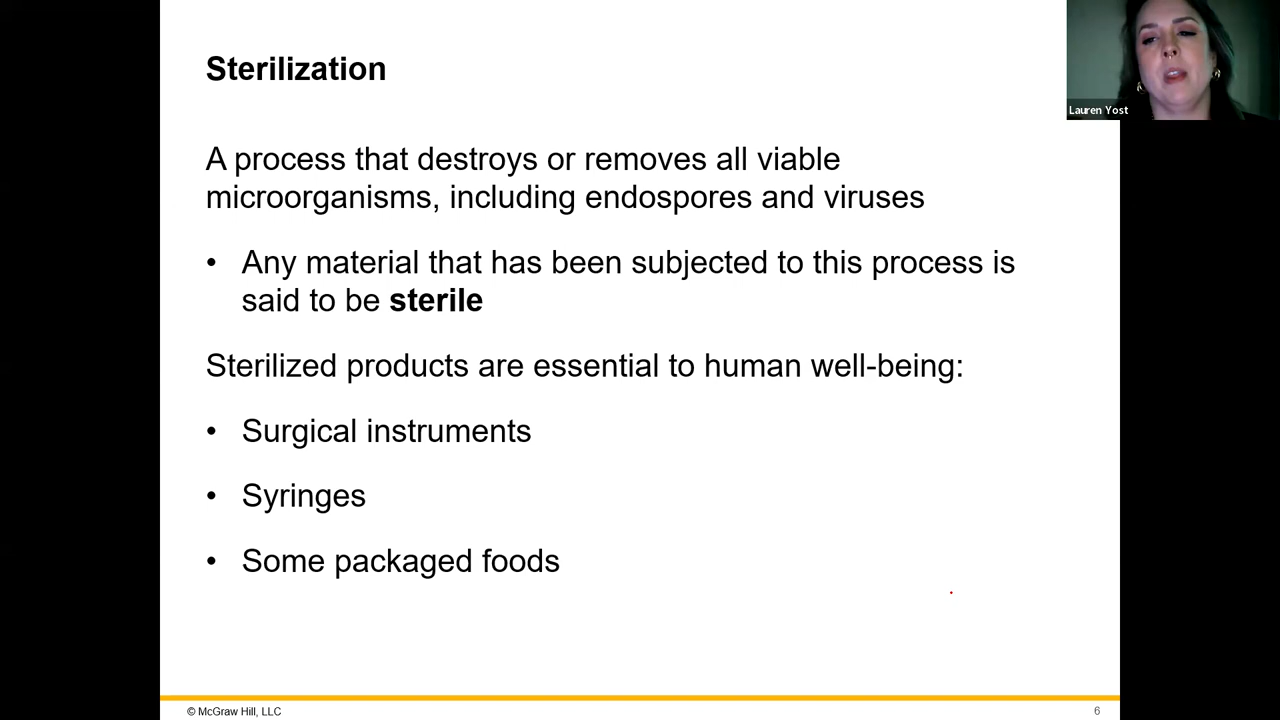 Sterilization
Lauren Yost
A process that destroys or removes all viable
microorganisms, including endospores and viruses
• Any material that has been subjected to this process is
said to be sterile
Sterilized products are essential to human well-being:
• Surgical instruments
• Syringes
• Some packaged foods
© McGraw Hill, LLC
6